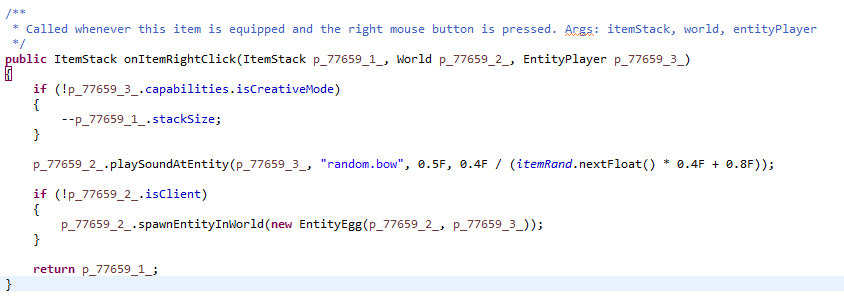 /**
 * Called whenever this item is equipped and the right mouse button is pressed. Args: itemStack, world, entityPlayer
 */
public ItemStack onItemRightClick(ItemStack p_77659_1_, World p_77659_2_, EntityPlayer p_77659_3_)
{
    if (!p_77659_3_.capabilities.isCreativeMode)
    {
        --p_77659_1_.stackSize;
    }
    p_77659_2_.playSoundAtEntity(p_77659_3_, "random.bow", 0.5F, 0.4F / (itemRand.nextFloat() * 0.4F + 0.8F));
    if (!p_77659_2_.isClient)
    {
        p_77659_2_.spawnEntityInWorld(new EntityEgg(p_77659_2_, p_77659_3_));
    }
    return p_77659_1_;
}